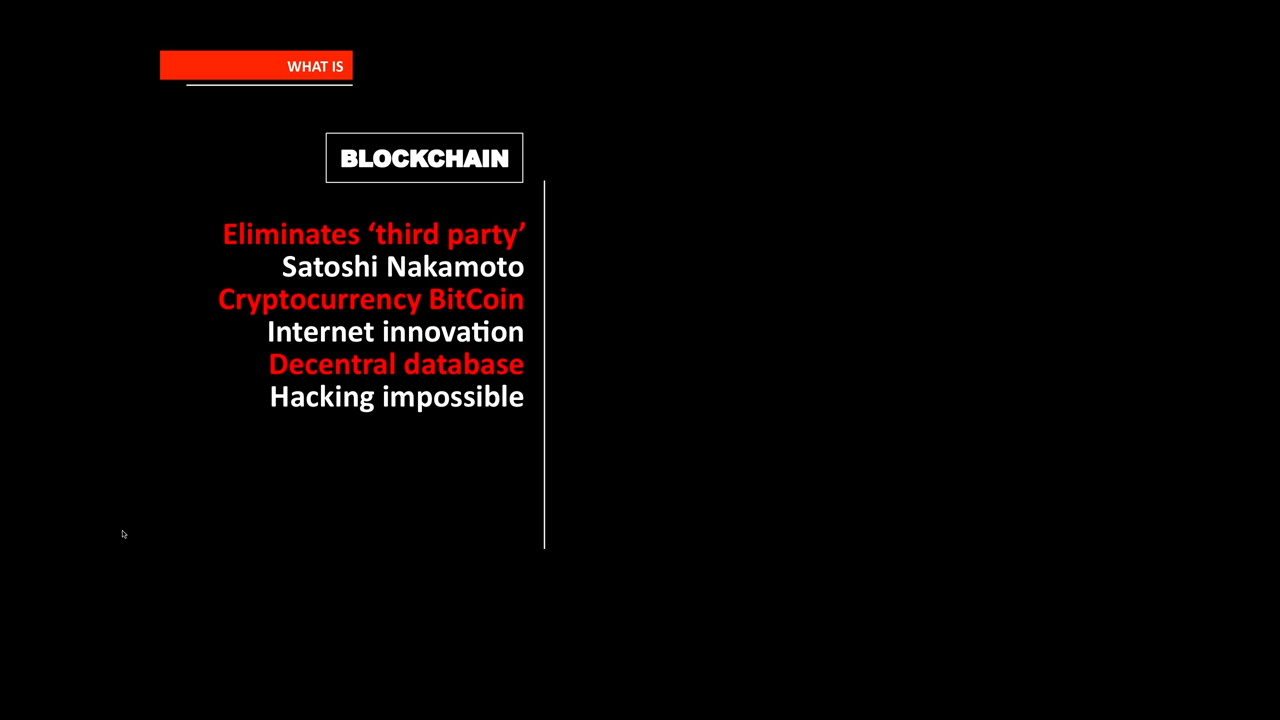 WHAT IS
BLOCKCHAIN
Eliminates ‘third party’
Satoshi Nakamoto
Cryptocurrency BitCoin
Internet innovation
Decentral database
Hacking impossible